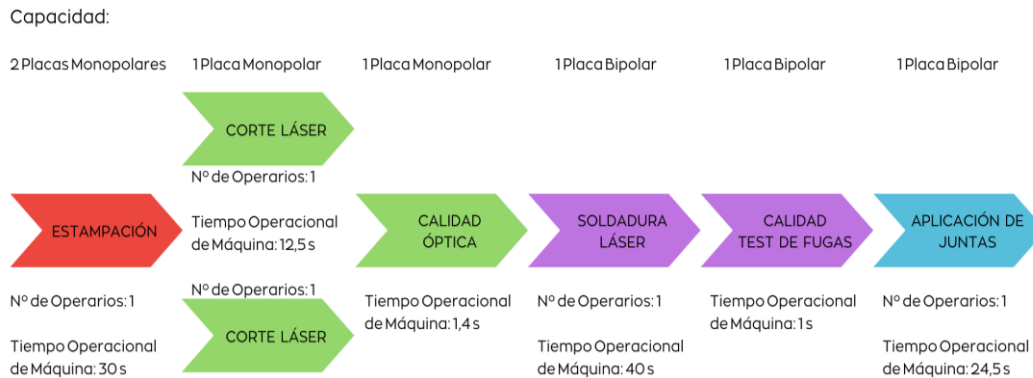 Capacidad:
2 Placas Monopolares
1 Placa Monopolar
1 Placa Monopolar
1 Placa Bipolar
1 Placa Bipolar
1 Placa Bipolar
CORTE LÁSER
Nº de Operarios: 1
Tiempo Operacional
de Máquina: 12,5 s
Nº de Operarios: 1
CORTE LÁSER
ESTAMPACIÓN
Nº de Operarios: 1
Tiempo Operacional
de Máquina: 30 s
CALIDAD
ÓPTICA
Tiempo Operacional
de Máquina: 1,4 s
SOLDADURA
LÁSER
Nº de Operarios: 1
Tiempo Operacional
de Máquina: 40 s
CALIDAD
TEST DE FUGAS
Tiempo Operacional
de Máquina: 1 s
APLICACIÓN DE
JUNTAS
Nº de Operarios: 1
Tiempo Operacional
de Máquina: 24,5 s